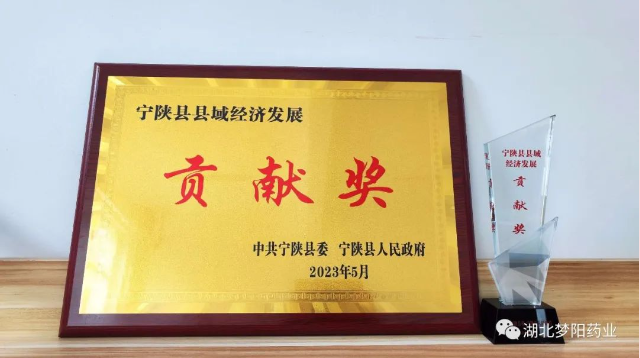 宁陕县县域经济发展
贡献奖
中共宁陕县委 宁陕县人民政府
2023年5月
宁陕县县域
经济发展
贡
献
奖
湖北梦阳药业